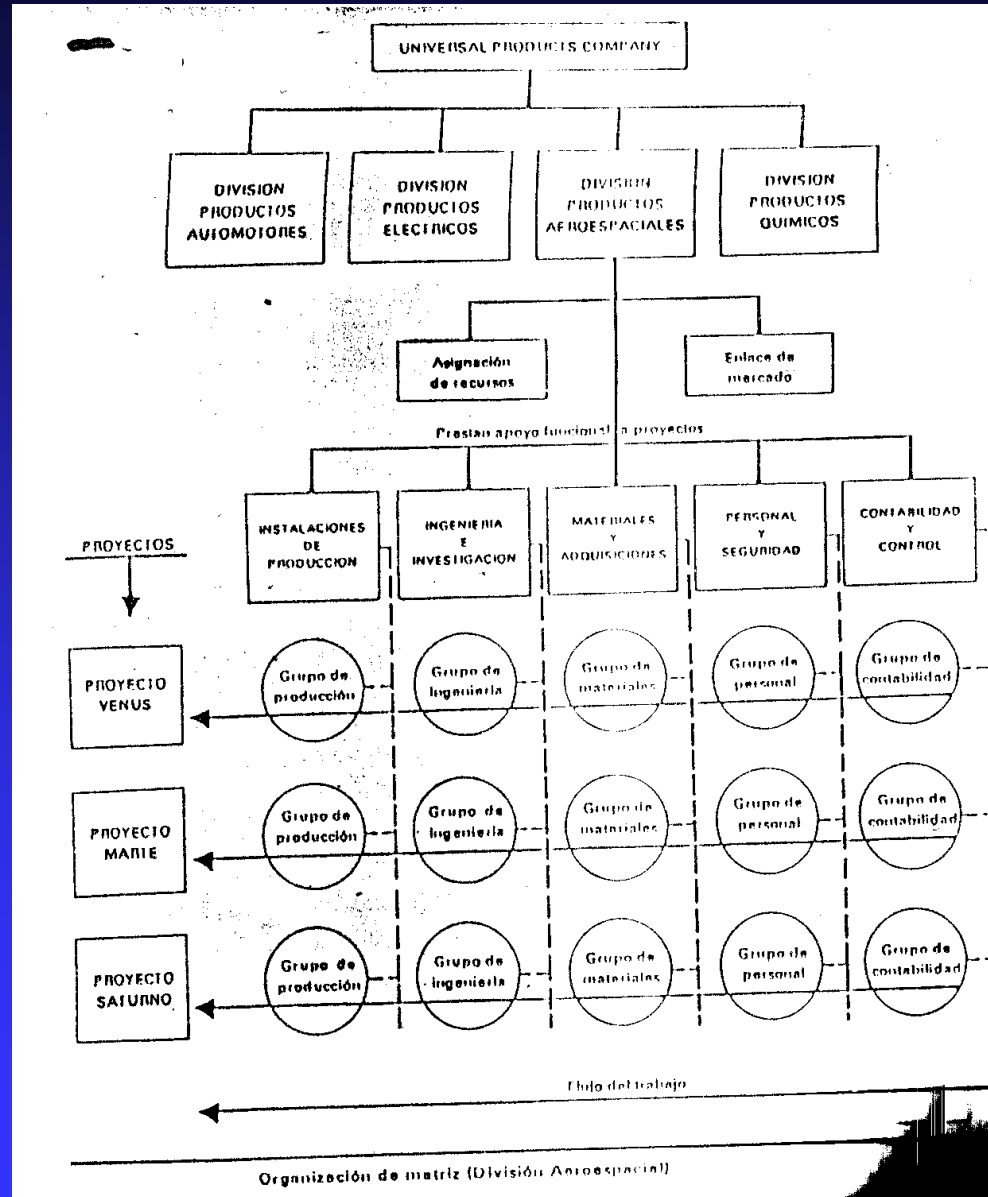 UNIVERSAL PRODUCTS COMPANY
DIVISION
PRODUCTOS
AUTOMOTORES
DIVISION
PRODUCTOS
ELECTRICOS
DIVISION
PRODUCTOS
AEROESPACIALES
DIVISION
PRODUCTOS
QUIMICOS
Asignación
de recursos
Enlace de
mercado
Prestan apoyo funcional a proyectos
PROYECTOS
INSTALACIONES
DE
PRODUCCION
INGENIERIA
E
INVESTIGACION
MATERIALES
Y
ADQUISICIONES
PERSONAL
Y
SEGURIDAD
CONTABILIDAD
Y
CONTROL
PROYECTO
VENUS
Grupo de
producción
Grupo de
Ingeniería
Grupo de
materiales
Grupo de
personal
Grupo de
contabilidad
PROYECTO
MARTE
Grupo de
producción
Grupo de
Ingeniería
Grupo de
materiales
Grupo de
personal
Grupo de
contabilidad
PROYECTO
SATURNO
Grupo de
producción
Grupo de
ingeniería
Grupo de
materiales
Grupo de
personal
Grupo de
contabilidad
Flujo del trabajo
Organización de matriz (División Aeroespacial)